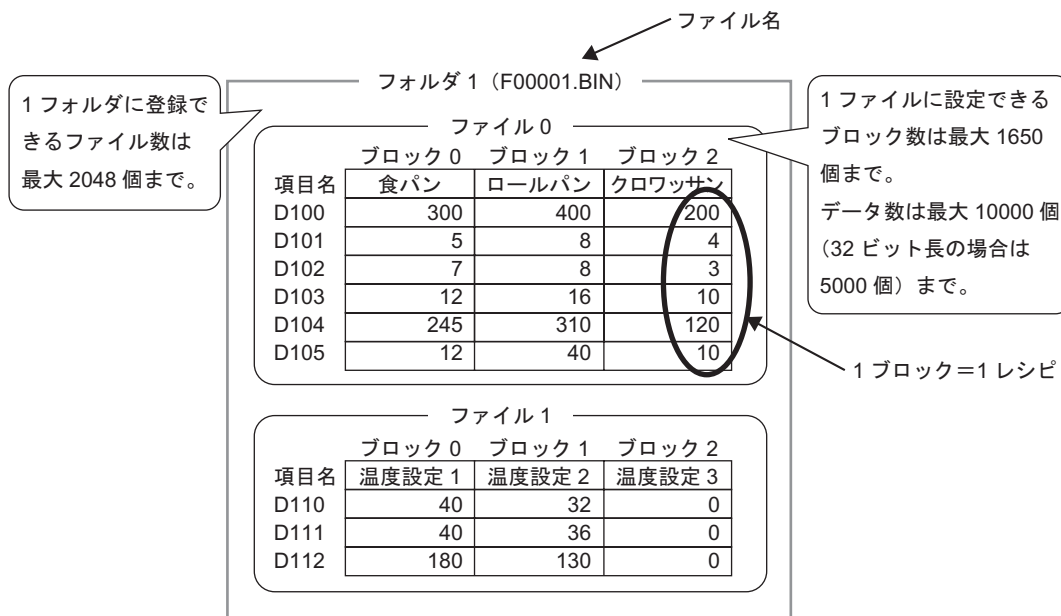 ファイル名
フォルダ 1（F00001.BIN）
1 フォルダに登録で
きるファイル数は
最大 2048 個まで。
1 ファイルに設定できる
ブロック数は最大 1650
個まで。
データ数は最大 10000 個
（32 ビット長の場合は
5000 個）まで。
ファイル 0
ブロック 0 ブロック 1 ブロック 2
項目名 食パン ロールパン クロワッサン
D100 300 400 200
D101 5 8 4
D102 7 8 3
D103 12 16 10
D104 245 310 120
D105 12 40 10
1 ブロック＝1 レシピ
ファイル 1
ブロック 0 ブロック 1 ブロック 2
項目名 温度設定 1 温度設定 2 温度設定 3
D110 40 32 0
D111 40 36 0
D112 180 130 0